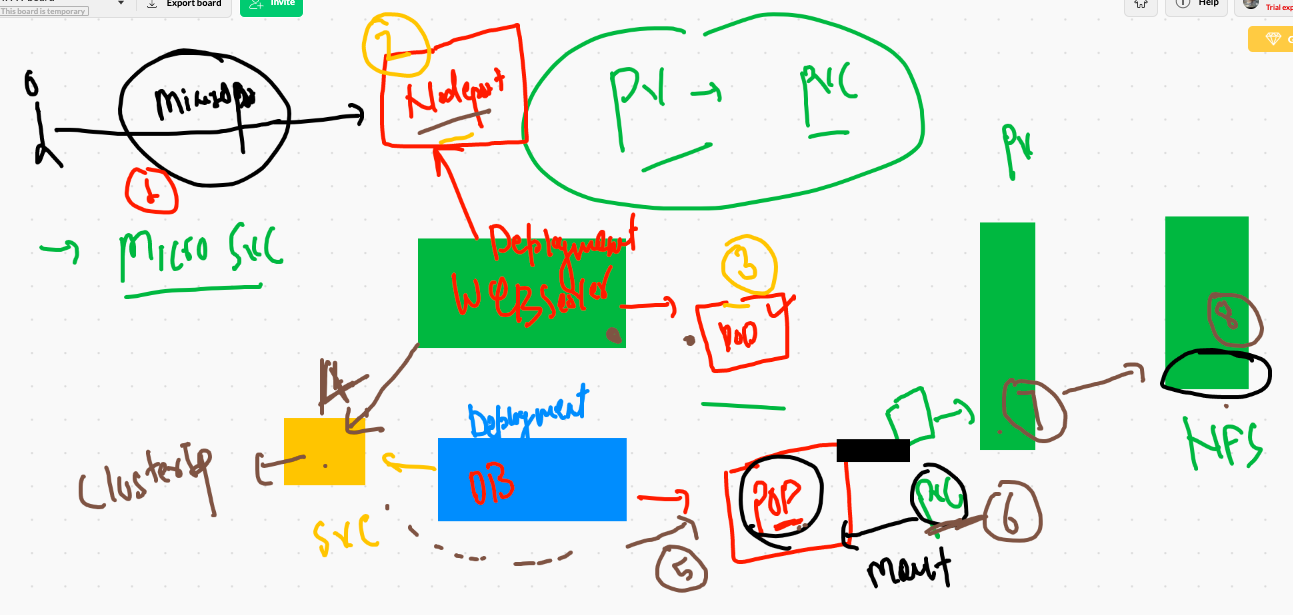 This board is temporary
Export board
Invite
Help
Trial exp
2
Nodeport
PV → PVC
1
→ Micro SVC
PV
Deployment
WEBServer
3
POD
4
Deployment
DB
ClusterIp
SVC
5
POD
PVC
6
Mount
7
8
NFS